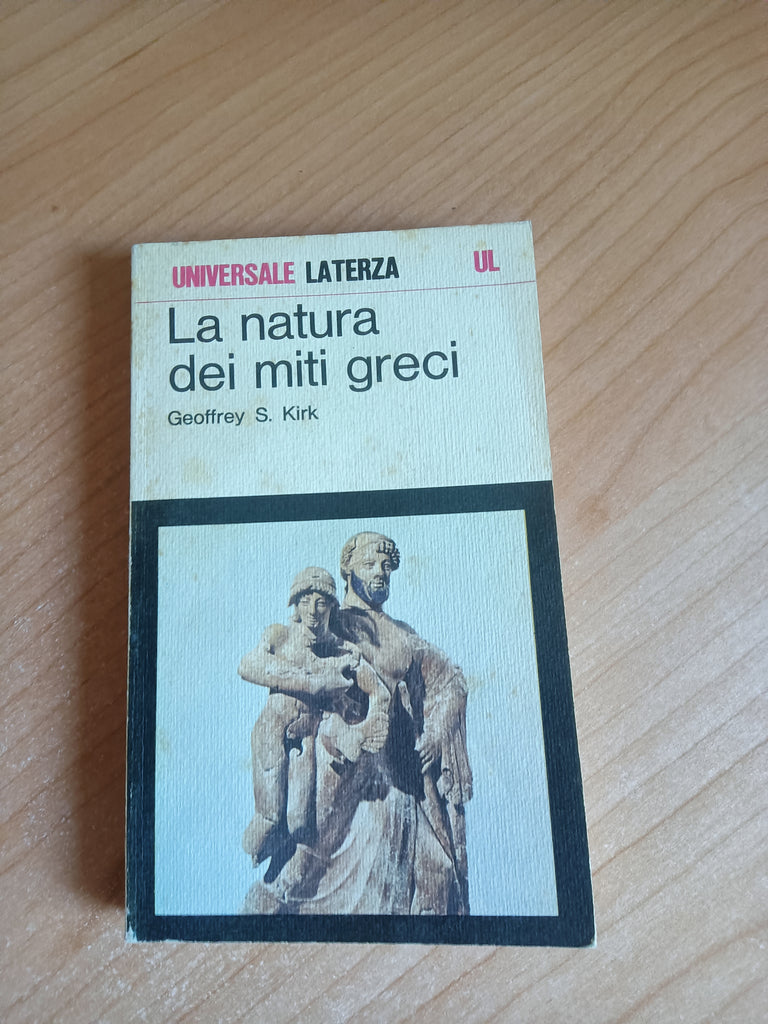 UNIVERSALE LATERZA UL
La natura
dei miti greci
Geoffrey S. Kirk